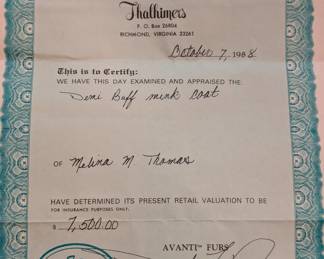 Thalhimers
P. O. Box 26904
RICHMOND, VIRGINIA 23261
October 7, 1988
This is to Certify:
WE HAVE THIS DAY EXAMINED AND APPRAISED THE
Demi Buff mink coat
OF Melina M. Thomas
HAVE DETERMINED ITS PRESENT RETAIL VALUATION TO BE
FOR INSURANCE PURPOSES ONLY.
$ 7,500.00
AVANTI™ FURS